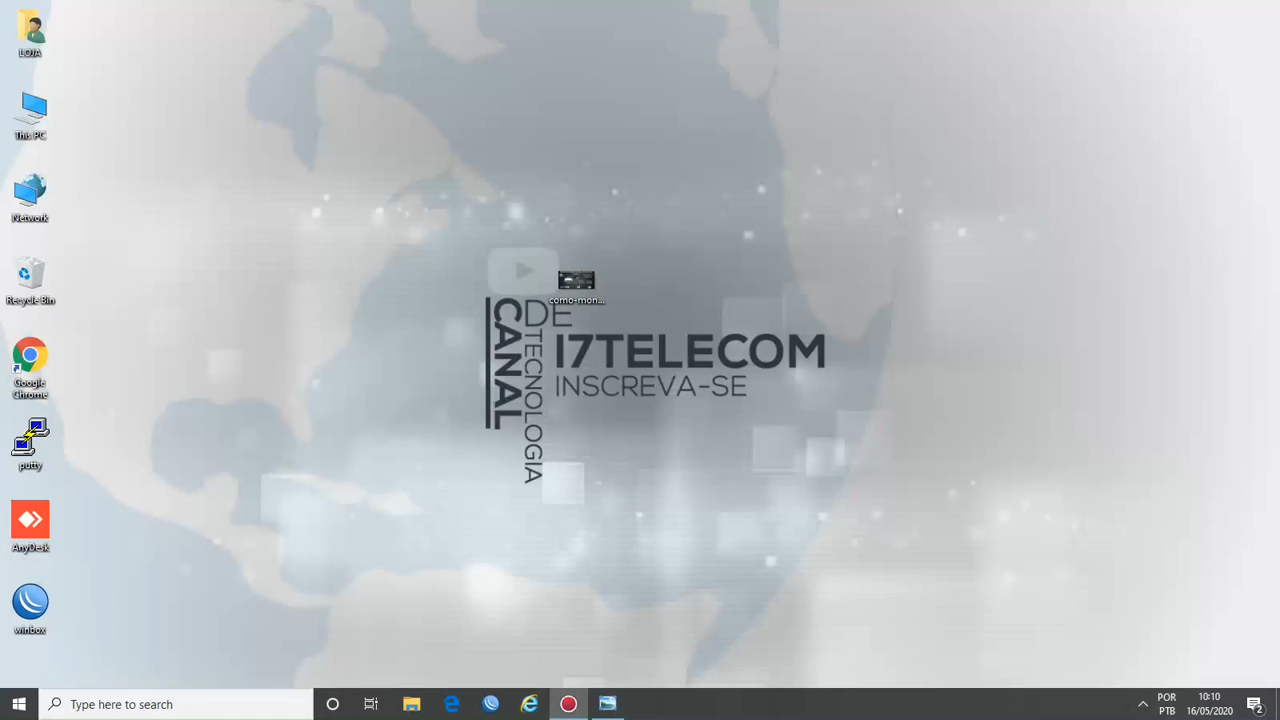 LOJA
This PC
Network
Recycle Bin
Google
Chrome
putty
AnyDesk
winbox
como-mon...
CANAL
DE
TECNOLOGIA
I7TELECOM
INSCREVA-SE
Type here to search
POR
PTB
10:10
16/05/2020
2